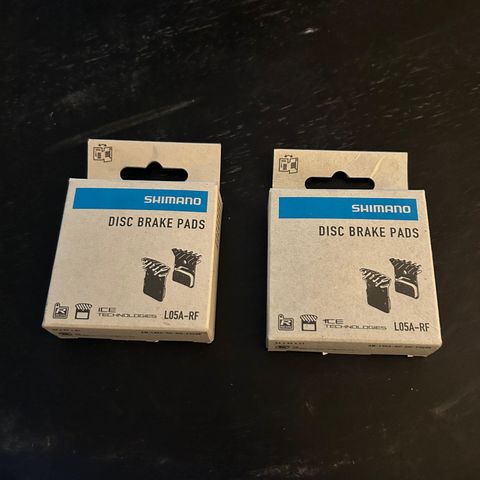 SHIMANO
DISC BRAKE PADS
R
ICE
TECHNOLOGIES
L05A-RF
SHIMANO
DISC BRAKE PADS
R
ICE
TECHNOLOGIES
L05A-RF